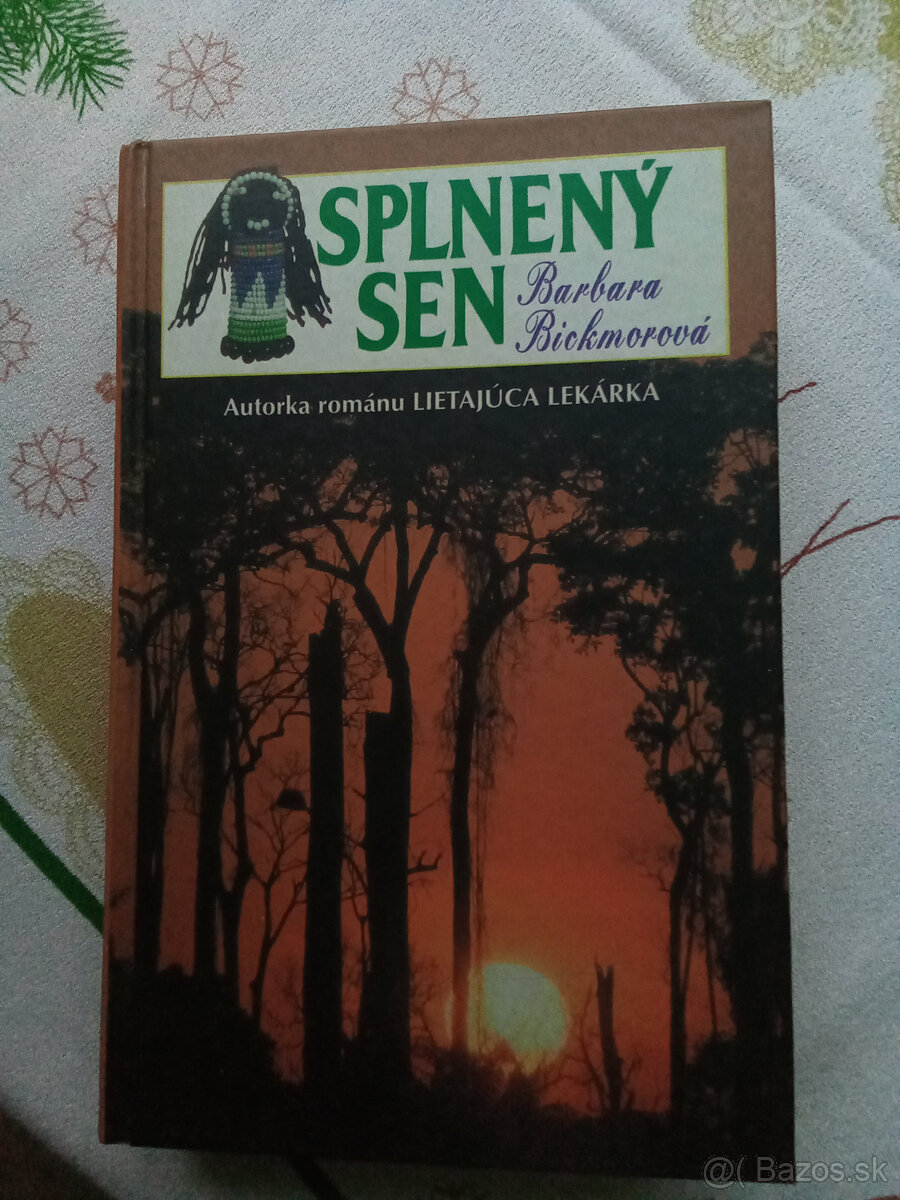 SPLNENÝ
SEN
Barbara
Bickmorová
Autorka románu LIETAJÚCA LEKÁRKA
@( Bazos.sk